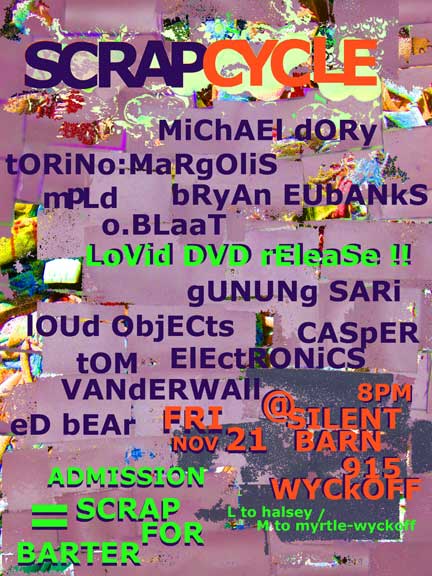 SCRAPCYCLE
MiChAEl dORy
tORiNo:MaRgOliS
mpLd
bRyAn EUbANkS
o.BLaaT
LoVid DVD rEleaSe !!
gUNUNg SARi
lOUd ObjECts
CASpER
ElEctRONiCS
tOM
VANdERWAll
eD bEAr
FRi
NOV 21
8PM
@SiLENT
BARN
915
WYCkOFF
ADMiSSiON
= SCRAP
FOR
BARTER
L to halsey /
M to myrtle-wyckoff